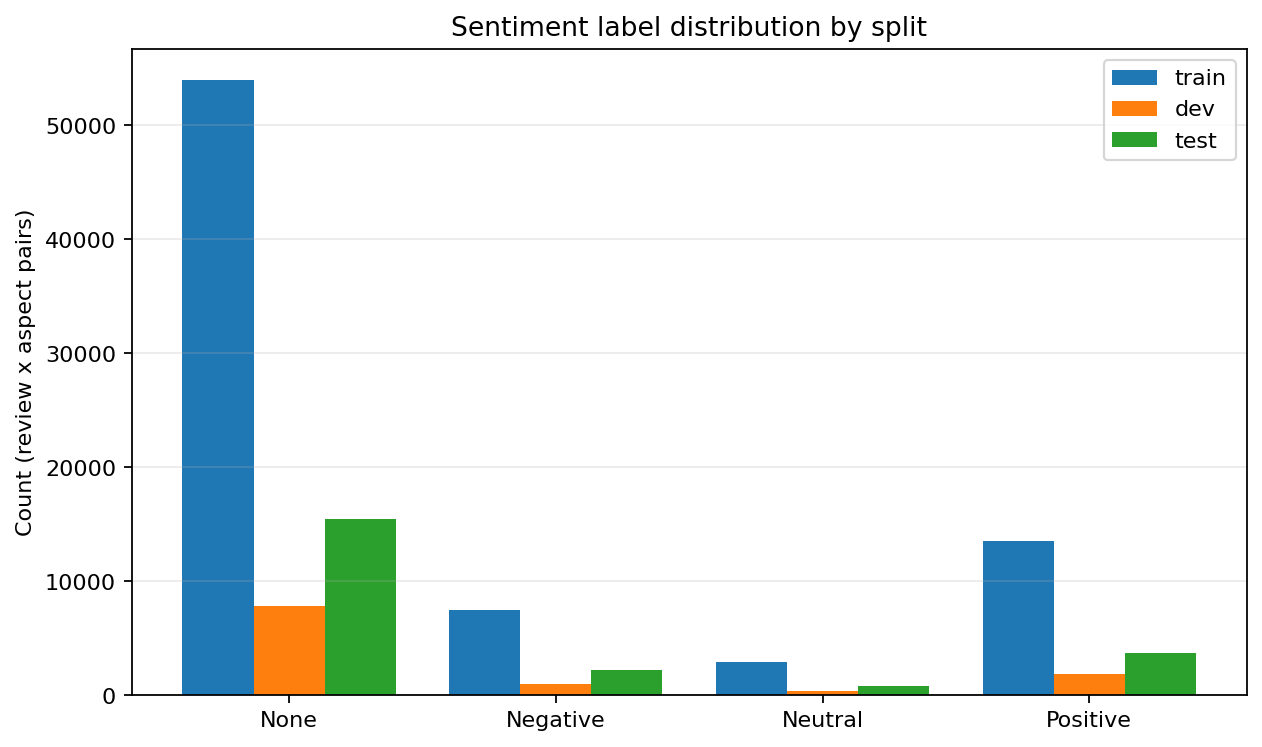 Sentiment label distribution by split
train
dev
test
Count (review x aspect pairs)
50000
40000
30000
20000
10000
0
None Negative Neutral Positive